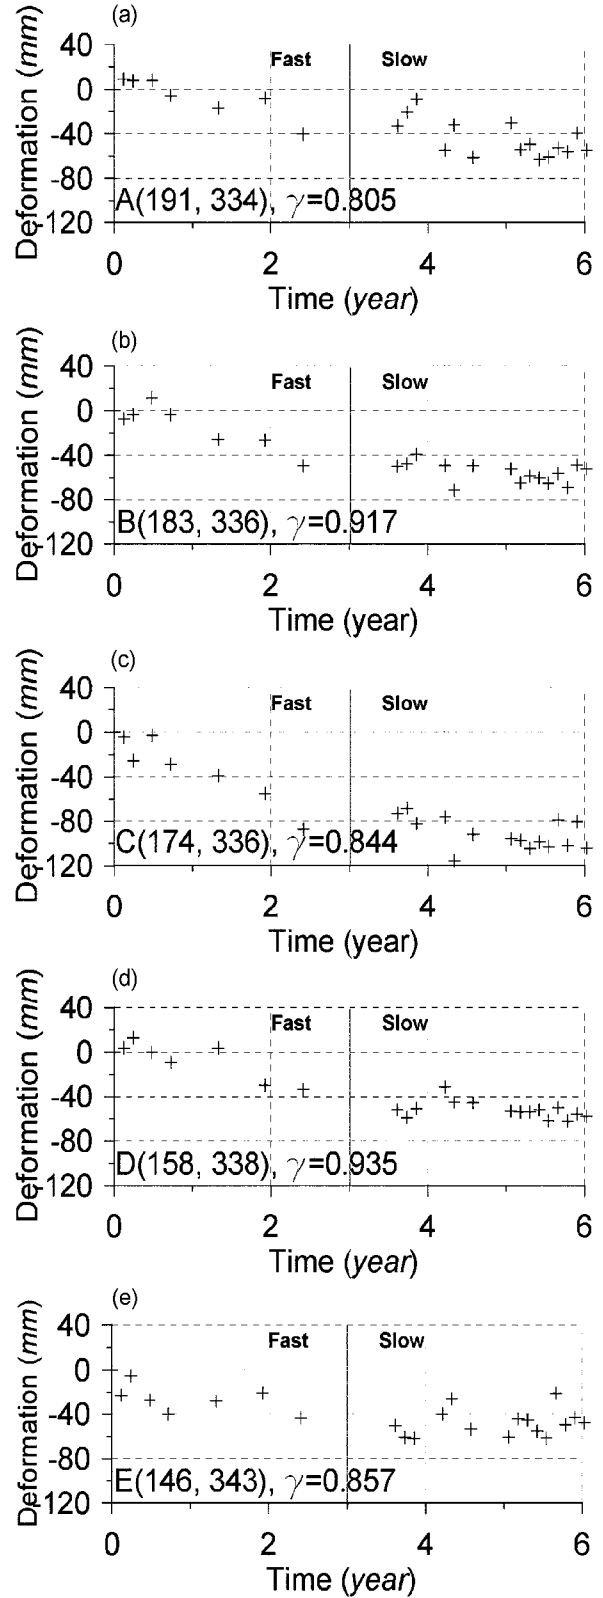 (a)
40
Fast Slow
0
-40
-80
A(191, 334), γ=0.805
-120
0 2 4 6
Time (year)
Deformation (mm)
(b)
40
Fast Slow
0
-40
-80
B(183, 336), γ=0.917
-120
0 2 4 6
Time (year)
Deformation (mm)
(c)
40
Fast Slow
0
-40
-80
C(174, 336), γ=0.844
-120
0 2 4 6
Time (year)
Deformation (mm)
(d)
40
Fast Slow
0
-40
-80
D(158, 338), γ=0.935
-120
0 2 4 6
Time (year)
Deformation (mm)
(e)
40
Fast Slow
0
-40
-80
E(146, 343), γ=0.857
-120
0 2 4 6
Time (year)
Deformation (mm)